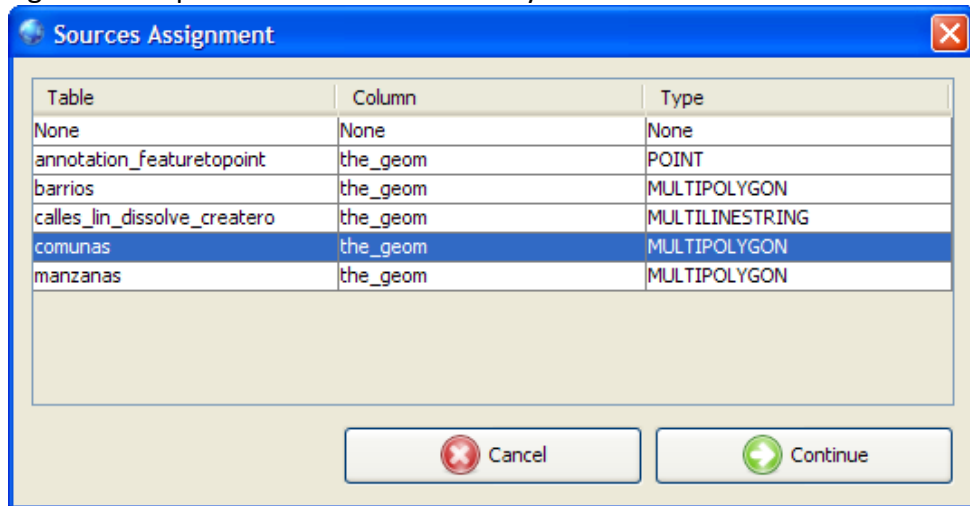 Sources Assignment
Table Column Type
None None None
annotation_featuretopoint the_geom POINT
barrios the_geom MULTIPOLYGON
calles_lin_dissolve_createro the_geom MULTILINESTRING
comunas the_geom MULTIPOLYGON
manzanas the_geom MULTIPOLYGON
Cancel Continue